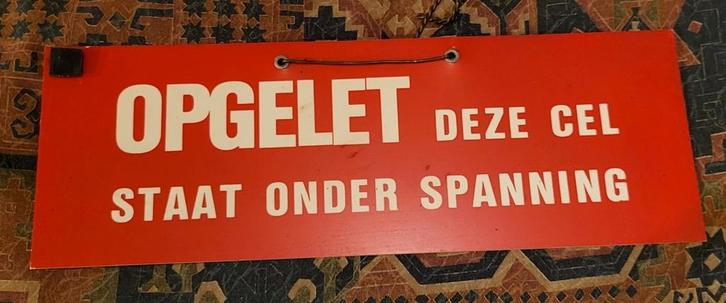 OPGELET DEZE CEL
STAAT ONDER SPANNING